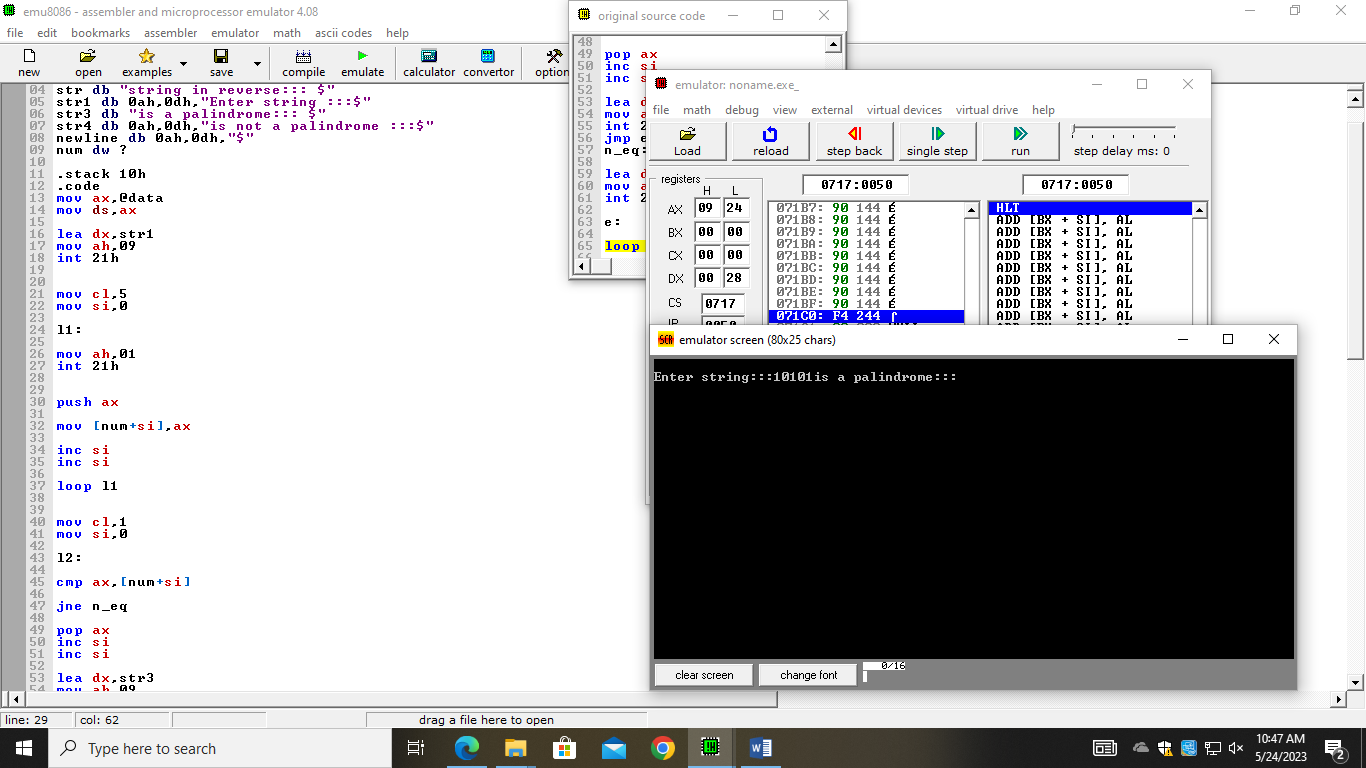 emu8086 - assembler and microprocessor emulator 4.08
file edit bookmarks assembler emulator math ascii codes help
new open examples save compile emulate calculator convertor option
04 str db "string in reverse::: $"
05 str1 db 0ah,0dh,"Enter string :::$"
06 str3 db "is a palindrome::: $"
07 str4 db 0ah,0dh,"is not a palindrome :::$"
08 newline db 0ah,0dh,"$"
09 num dw ?
10
11 .stack 10h
12 .code
13 mov ax,@data
14 mov ds,ax
15
16 lea dx,str1
17 mov ah,09
18 int 21h
19
20
21 mov cl,5
22 mov si,0
23
24 l1:
25
26 mov ah,01
27 int 21h
28
29
30 push ax
31
32 mov [num+si],ax
33
34 inc si
35 inc si
36
37 loop l1
38
39
40 mov cl,1
41 mov si,0
42
43 l2:
44
45 cmp ax,[num+si]
46
47 jne n_eq
48
49 pop ax
50 inc si
51 inc si
52
53 lea dx,str3
54 mov ah,09
line: 29 col: 62 drag a file here to open
original source code
48
49 pop ax
50 inc si
51 inc s
52
53 lea d
54 mov a
55 int 2
56 jmp e
57 n_eq:
58
59 lea d
60 mov a
61 int 2
62
63 e:
64
65 loop
66
emulator: noname.exe_
file math debug view external virtual devices virtual drive help
Load reload step back single step run step delay ms: 0
registers 0717:0050 0717:0050
H L
AX 09 24
BX 00 00
CX 00 00
DX 00 28
CS 0717
IP 0050
071B7: 90 144 É
071B8: 90 144 É
071B9: 90 144 É
071BA: 90 144 É
071BB: 90 144 É
071BC: 90 144 É
071BD: 90 144 É
071BE: 90 144 É
071BF: 90 144 É
071C0: F4 244 ⌠
HLT
ADD [BX + SI], AL
ADD [BX + SI], AL
ADD [BX + SI], AL
ADD [BX + SI], AL
ADD [BX + SI], AL
ADD [BX + SI], AL
ADD [BX + SI], AL
ADD [BX + SI], AL
ADD [BX + SI], AL
ADD [BX + SI], AL
emulator screen (80x25 chars)
Enter string:::10101is a palindrome:::
clear screen change font 0/16
Type here to search
10:47 AM
5/24/2023
2